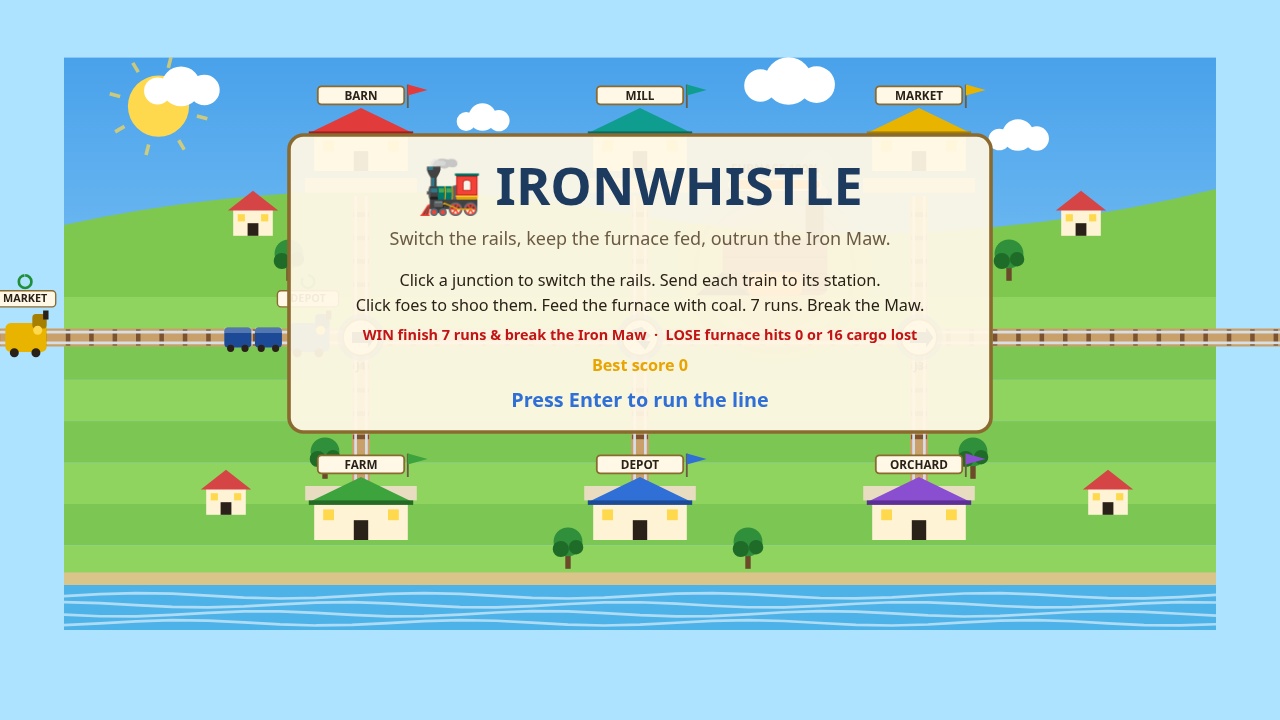 BARN
MILL
MARKET
IRONWHISTLE
Switch the rails, keep the furnace fed, outrun the Iron Maw.
Click a junction to switch the rails. Send each train to its station.
MARKET
DEPOT
Click foes to shoo them. Feed the furnace with coal. 7 runs. Break the Maw.
WIN finish 7 runs & break the Iron Maw · LOSE furnace hits 0 or 16 cargo lost
Best score 0
Press Enter to run the line
FARM
DEPOT
ORCHARD